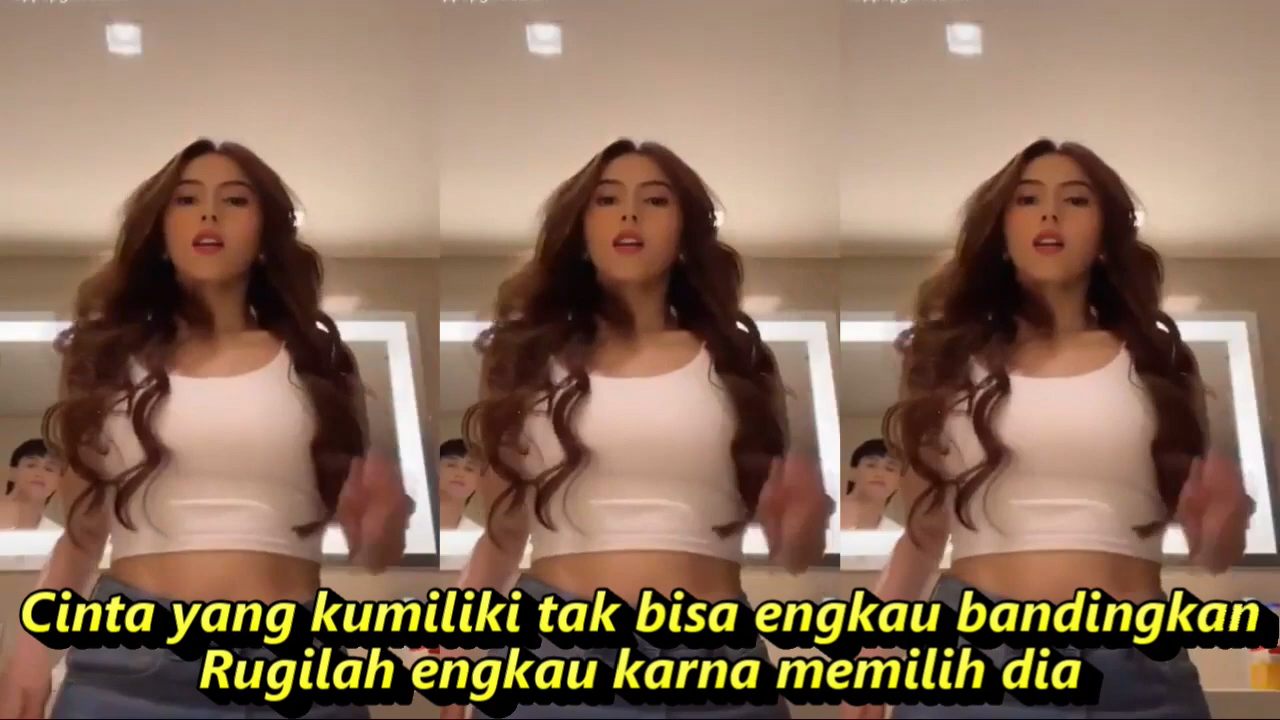 Cinta yang kumiliki tak bisa engkau bandingkan
Rugilah engkau karna memilih dia